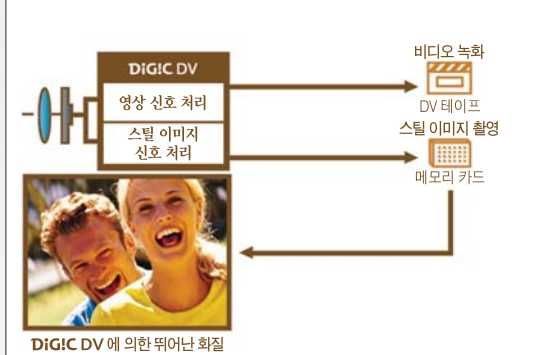 DiG!C DV
영상 신호 처리
스틸 이미지
신호 처리
비디오 녹화
DV 테이프
스틸 이미지 촬영
메모리 카드
DiG!C DV 에 의한 뛰어난 화질